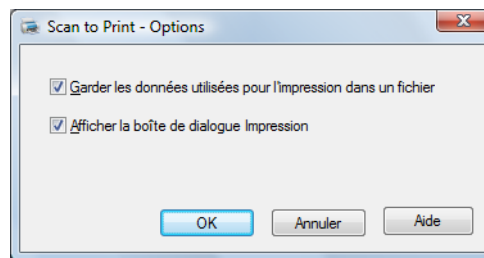 Scan to Print - Options
Garder les données utilisées pour l'impression dans un fichier
Afficher la boîte de dialogue Impression
OK Annuler Aide